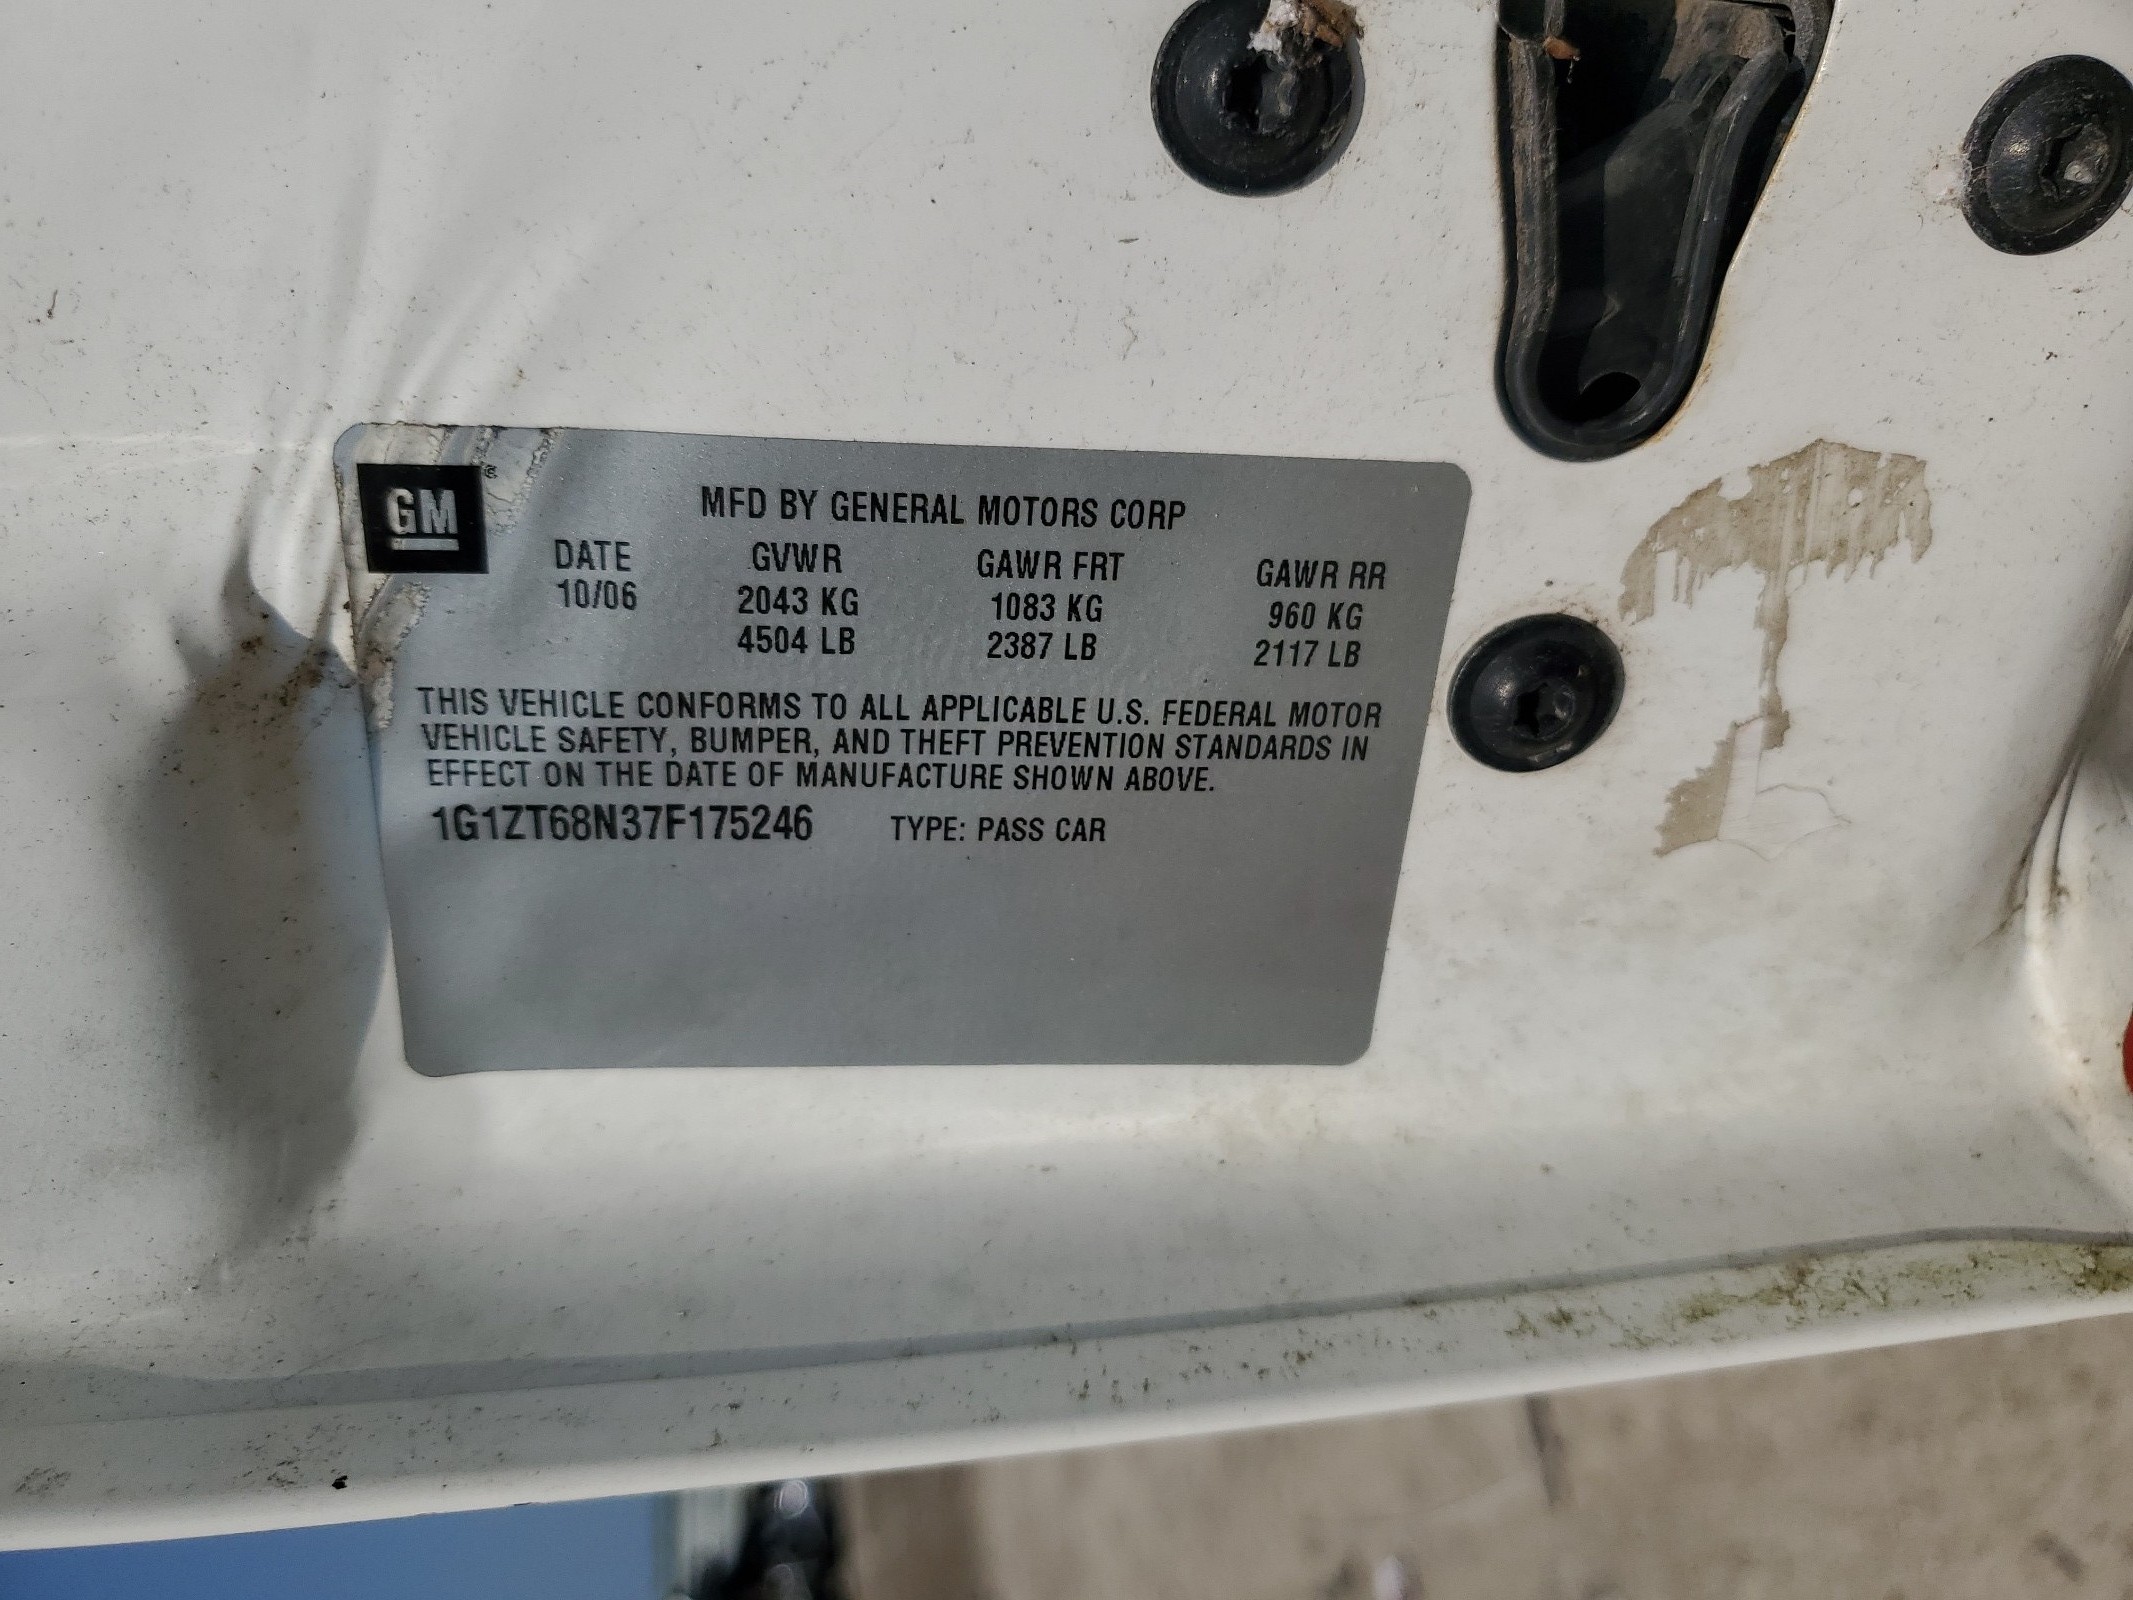 GM
MFD BY GENERAL MOTORS CORP
DATE GVWR GAWR FRT GAWR RR
10/06 2043 KG 1083 KG 960 KG
4504 LB 2387 LB 2117 LB
THIS VEHICLE CONFORMS TO ALL APPLICABLE U.S. FEDERAL MOTOR
VEHICLE SAFETY, BUMPER, AND THEFT PREVENTION STANDARDS IN
EFFECT ON THE DATE OF MANUFACTURE SHOWN ABOVE.
1G1ZT68N37F175246 TYPE: PASS CAR